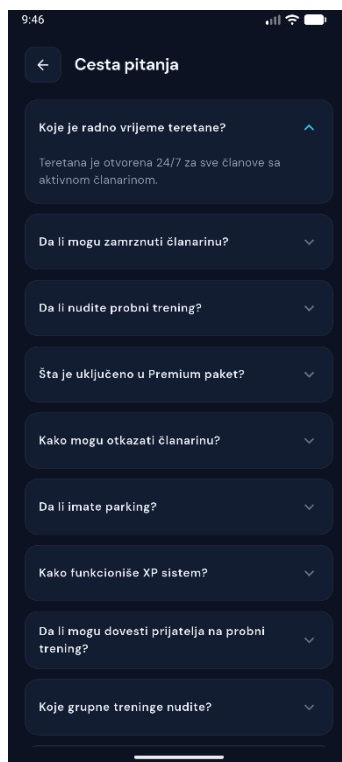 9:46
Cesta pitanja
Koje je radno vrijeme teretane?
Teretana je otvorena 24/7 za sve članove sa
aktivnom članarinom.
Da li mogu zamrznuti članarinu?
Da li nudite probni trening?
Šta je uključeno u Premium paket?
Kako mogu otkazati članarinu?
Da li imate parking?
Kako funkcioniše XP sistem?
Da li mogu dovesti prijatelja na probni
trening?
Koje grupne treninge nudite?